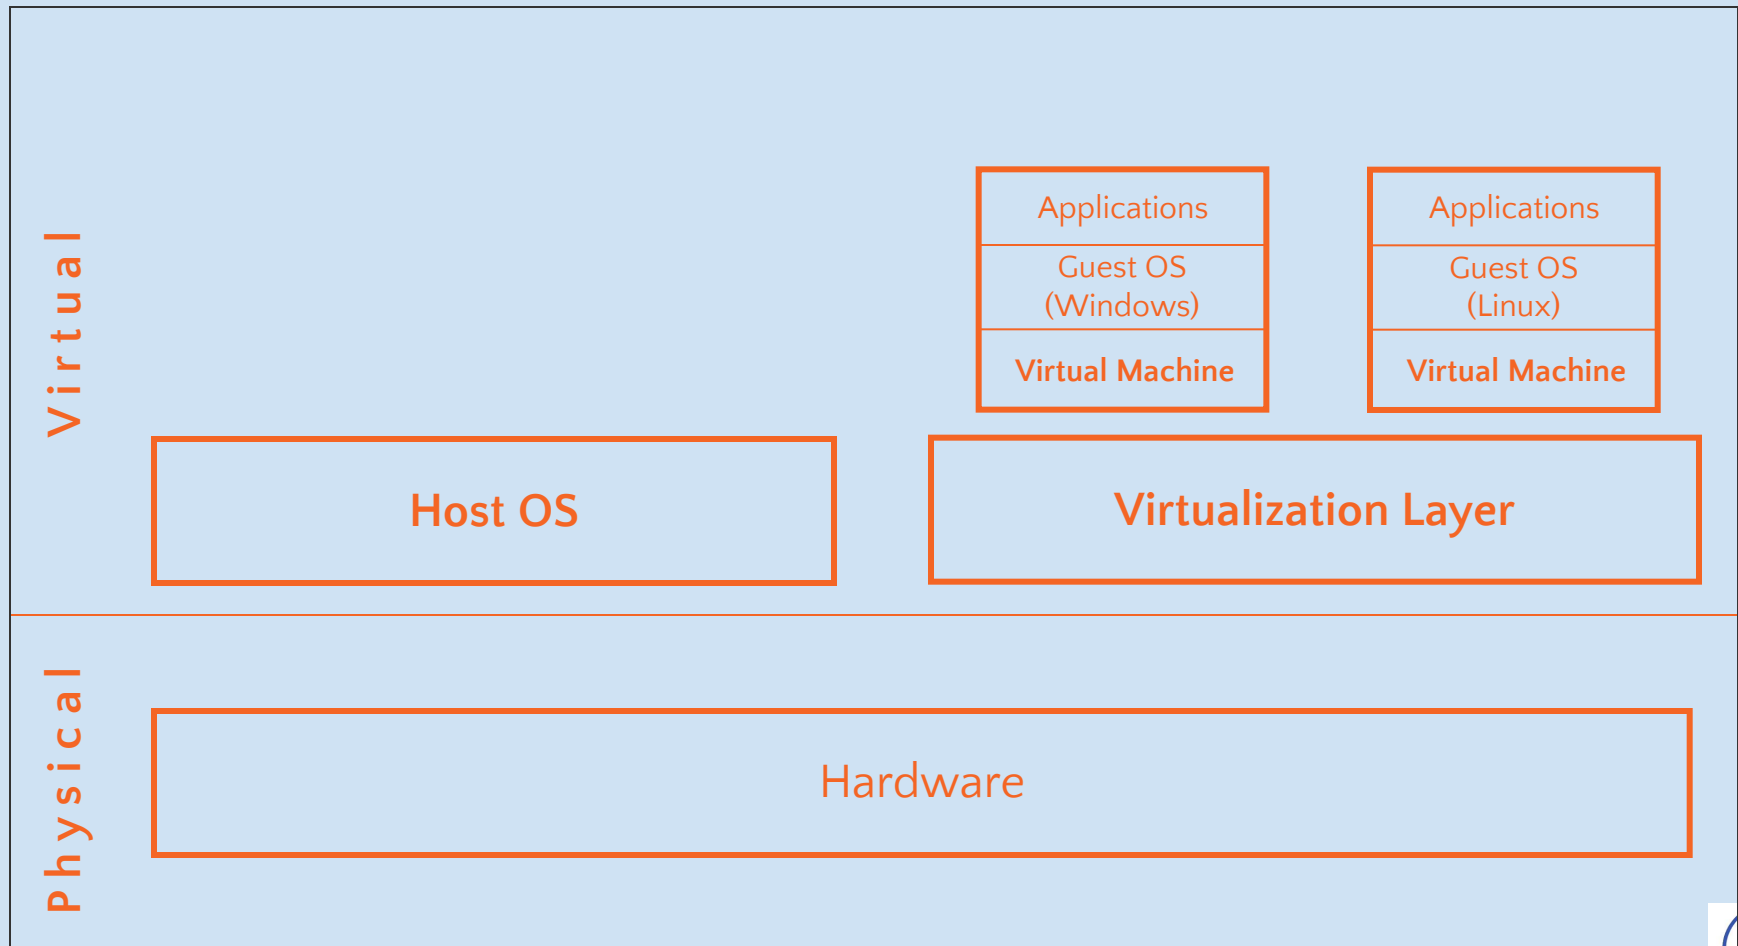 Virtual
Applications
Guest OS
(Windows)
Virtual Machine
Applications
Guest OS
(Linux)
Virtual Machine
Host OS
Virtualization Layer
Physical
Hardware